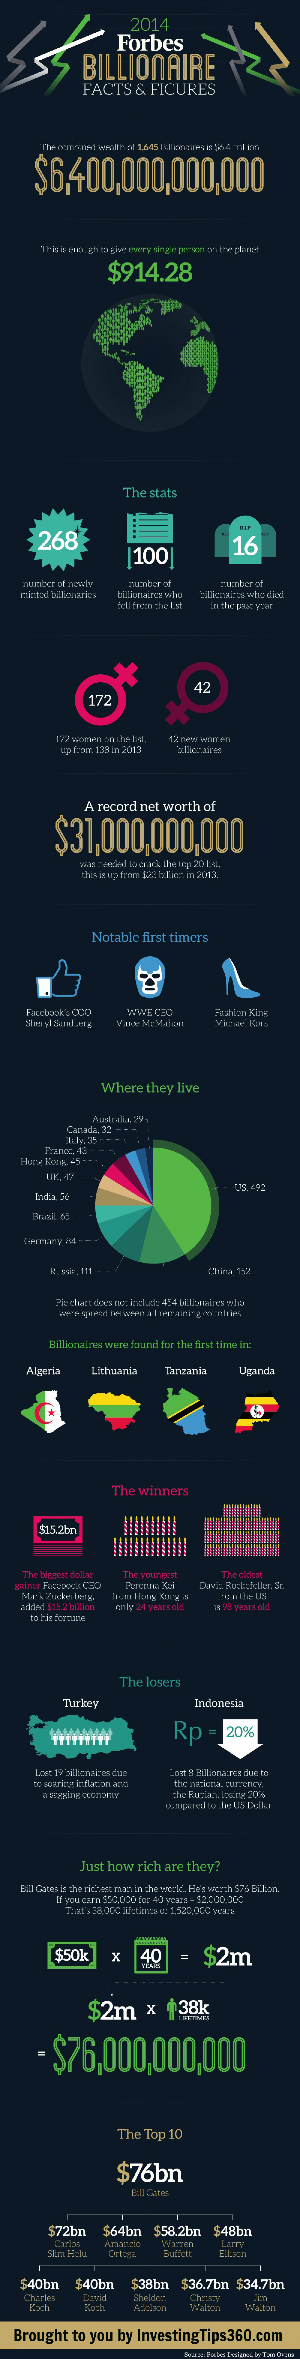 2014
Forbes
BILLIONAIRE
FACTS & FIGURES
The combined wealth of 1,645 Billionaires is $6.4 trillion
$6,400,000,000,000
This is enough to give every single person on the planet
$914.28
The stats
268
100
R.I.P
16
number of newly
minted billionaries
number of
billionaires who
fell from the list
number of
billionaires who died
in the past year
172
42
172 women on the list,
up from 138 in 2013
42 new women
billionaires
A record net worth of
$31,000,000,000
was needed to crack the top 20 list,
this is up from $23 billion in 2013.
Notable first timers
Facebook's COO
Sheryl Sandberg
WWE CEO
Vince McMahon
Fashion King
Michael Kors
Where they live
Australia, 29
Canada, 32
Italy, 35
France, 43
Hong Kong, 45
UK, 47
India, 56
Brazil, 65
Germany, 84
Russia, 111
China, 152
US, 492
Pie chart does not include 454 billionaires who
were spread between all remaining countries
Billionaires were found for the first time in:
Algeria
Lithuania
Tanzania
Uganda
The winners
$15.2bn
The biggest dollar
gainer Facebook CEO
Mark Zuckerberg,
added $15.2 billion
to his fortune
The youngest
Perenna Kei
from Hong Kong is
only 24 years old
The oldest
David Rockefeller, Sr.
from the US
is 98 years old
The losers
Turkey
Indonesia
Rp = 20%
Lost 19 billionaires due
to soaring inflation and
a sagging economy
Lost 8 Billionaires due to
the national currency,
the Rupiah, losing 20%
compared to the US Dollar
Just how rich are they?
Bill Gates is the richest man in the world. He's worth $76 Billion.
If you earn $50,000 for 40 years = $2,000,000
That's 38,000 lifetimes or 1,520,000 years
$50k x 40 YEARS = $2m
$2m x 38k LIFETIMES
= $76,000,000,000
The Top 10
$76bn
Bill Gates
$72bn
Carlos
Slim Helu
$64bn
Amancio
Ortega
$58.2bn
Warren
Buffett
$48bn
Larry
Ellison
$40bn
Charles
Koch
$40bn
David
Koch
$38bn
Sheldon
Adelson
$36.7bn
Christy
Walton
$34.7bn
Jim
Walton
Brought to you by InvestingTips360.com
Source: Forbes Designed by Tom Ovens